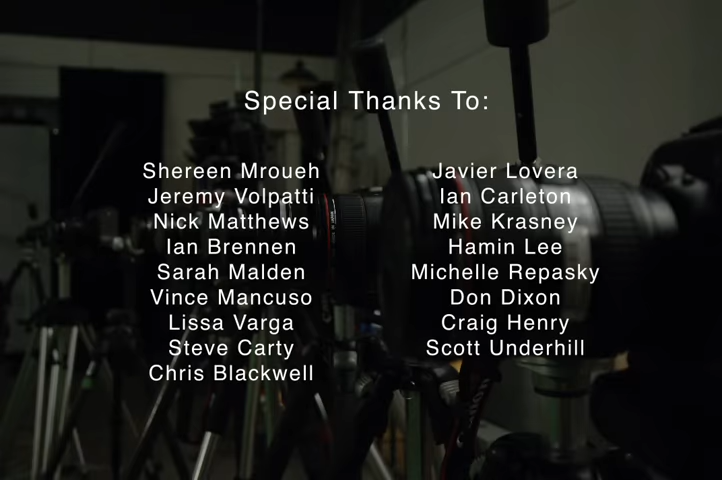 Special Thanks To:
Shereen Mroueh
Jeremy Volpatti
Nick Matthews
Ian Brennen
Sarah Malden
Vince Mancuso
Lissa Varga
Steve Carty
Chris Blackwell
Javier Lovera
Ian Carleton
Mike Krasney
Hamin Lee
Michelle Repasky
Don Dixon
Craig Henry
Scott Underhill